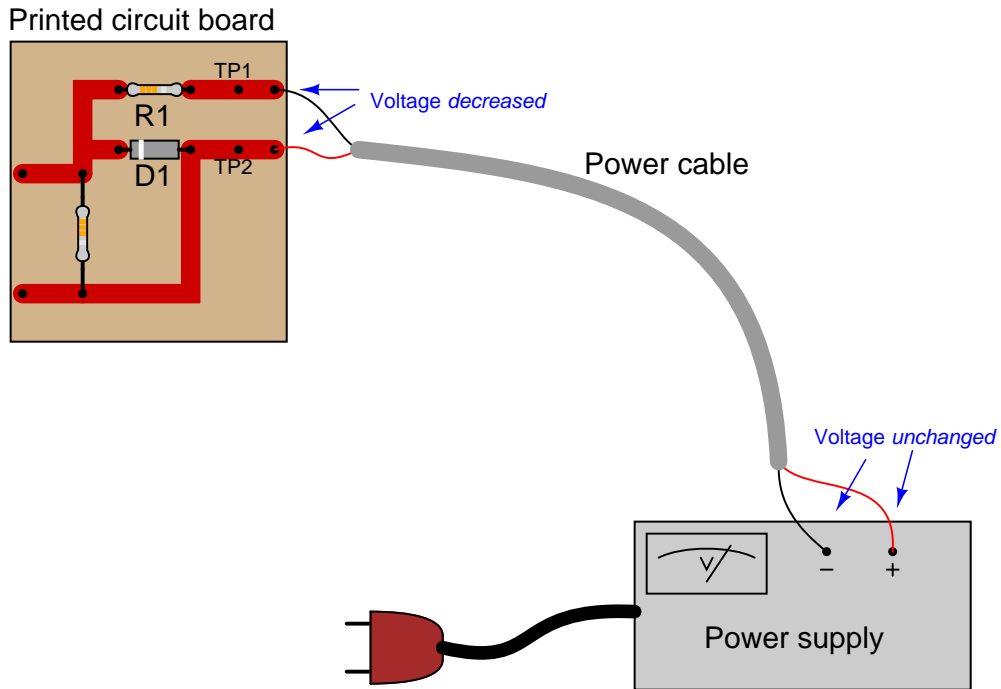 Printed circuit board
TP1
R1
Voltage decreased
TP2
D1
Power cable
Voltage unchanged
V
− +
Power supply